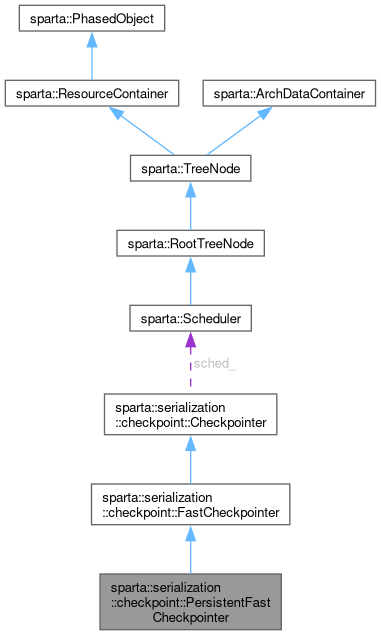 sparta::PhasedObject
sparta::ResourceContainer
sparta::ArchDataContainer
sparta::TreeNode
sparta::RootTreeNode
sparta::Scheduler
sched_
sparta::serialization
::checkpoint::Checkpointer
sparta::serialization
::checkpoint::FastCheckpointer
sparta::serialization
::checkpoint::PersistentFast
Checkpointer